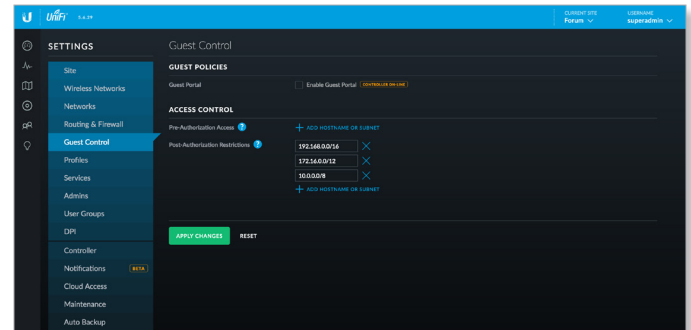 UniFi 5.6.39
CURRENT SITE
Forum
USERNAME
superadmin
SETTINGS
Site
Wireless Networks
Networks
Routing & Firewall
Guest Control
Profiles
Services
Admins
User Groups
DPI
Controller
Notifications BETA
Cloud Access
Maintenance
Auto Backup
Guest Control
GUEST POLICIES
Guest Portal Enable Guest Portal CONTROLLER ON-LINE
ACCESS CONTROL
Pre-Authorization Access ? + ADD HOSTNAME OR SUBNET
Post-Authorization Restrictions ? 192.168.0.0/16
172.16.0.0/12
10.0.0.0/8
+ ADD HOSTNAME OR SUBNET
APPLY CHANGES RESET